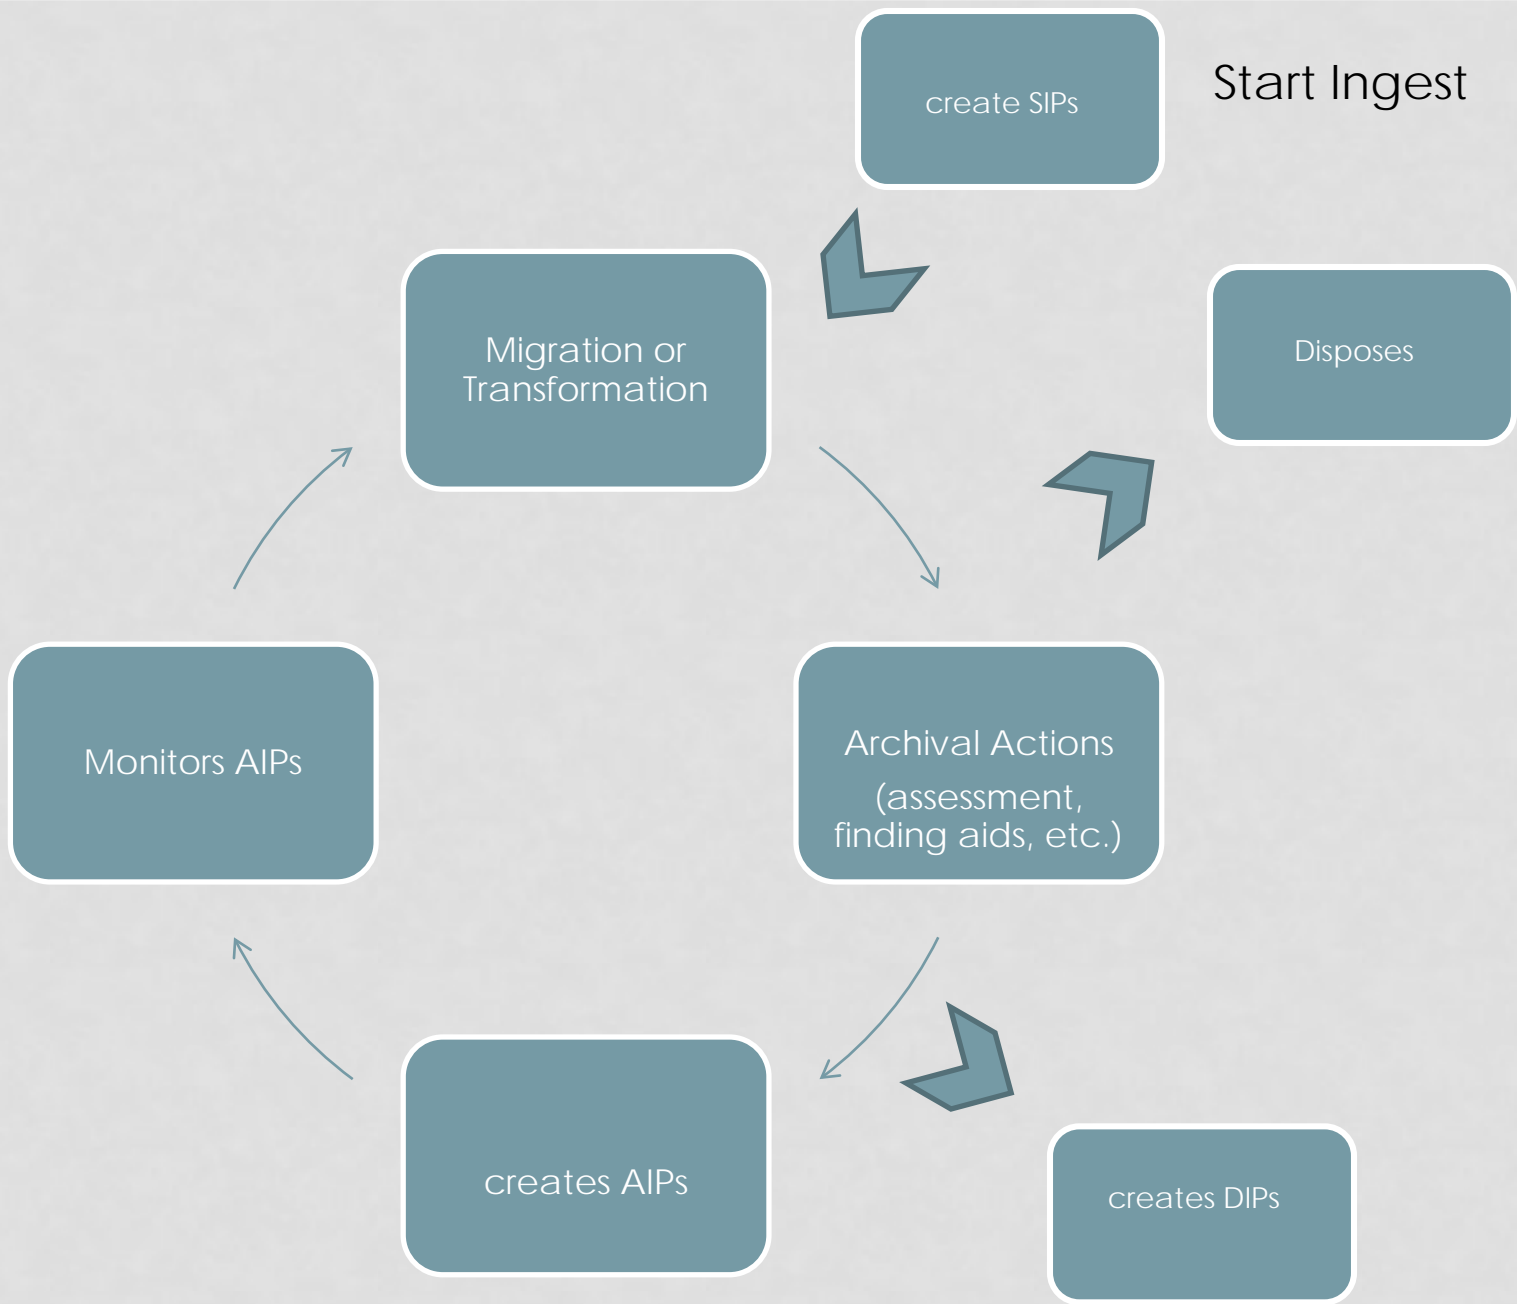 create SIPs
Start Ingest
Migration or
Transformation
Disposes
Monitors AIPs
Archival Actions
(assessment,
finding aids, etc.)
creates AIPs
creates DIPs